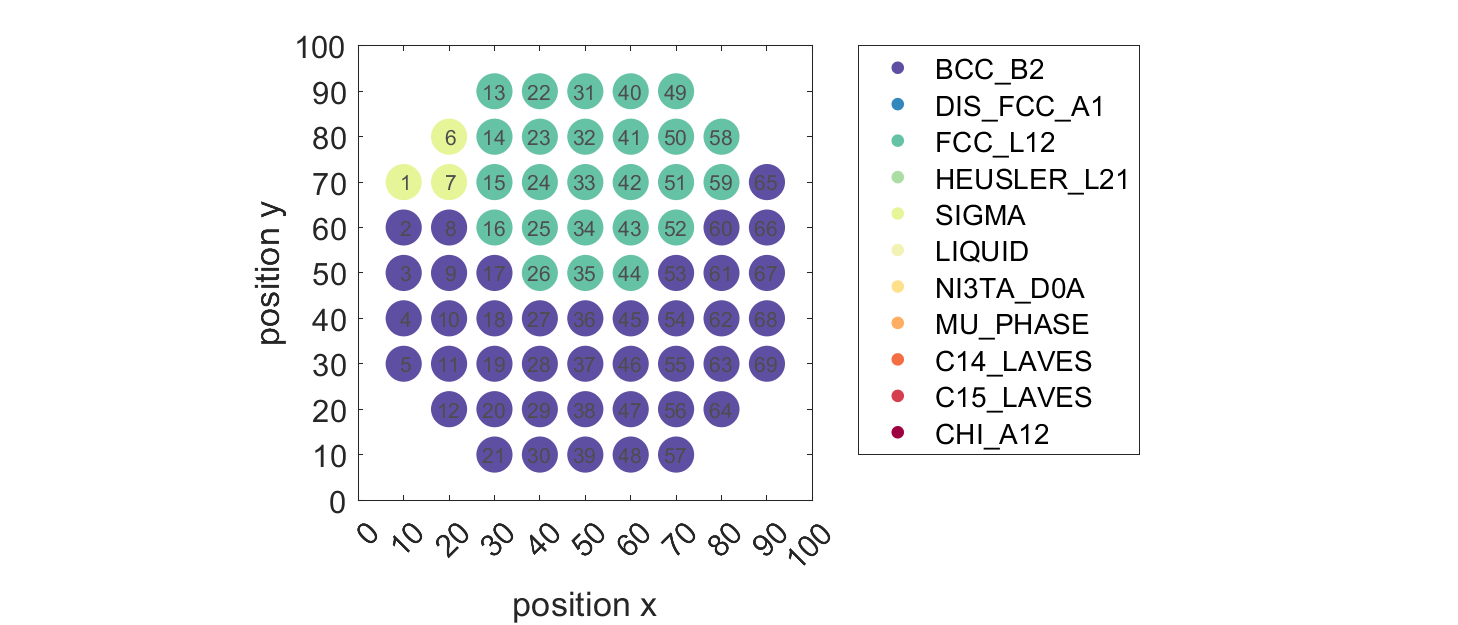 100
90
80
70
60
50
40
30
20
10
0
position y
13 22 31 40 49
6 14 23 32 41 50 58
1 7 15 24 33 42 51 59 65
2 8 16 25 34 43 52 60 66
3 9 17 26 35 44 53 61 67
4 10 18 27 36 45 54 62 68
5 11 19 28 37 46 55 63 69
12 20 29 38 47 56 64
21 30 39 48 57
0 10 20 30 40 50 60 70 80 90 100
position x
BCC_B2
DIS_FCC_A1
FCC_L12
HEUSLER_L21
SIGMA
LIQUID
NI3TA_D0A
MU_PHASE
C14_LAVES
C15_LAVES
CHI_A12